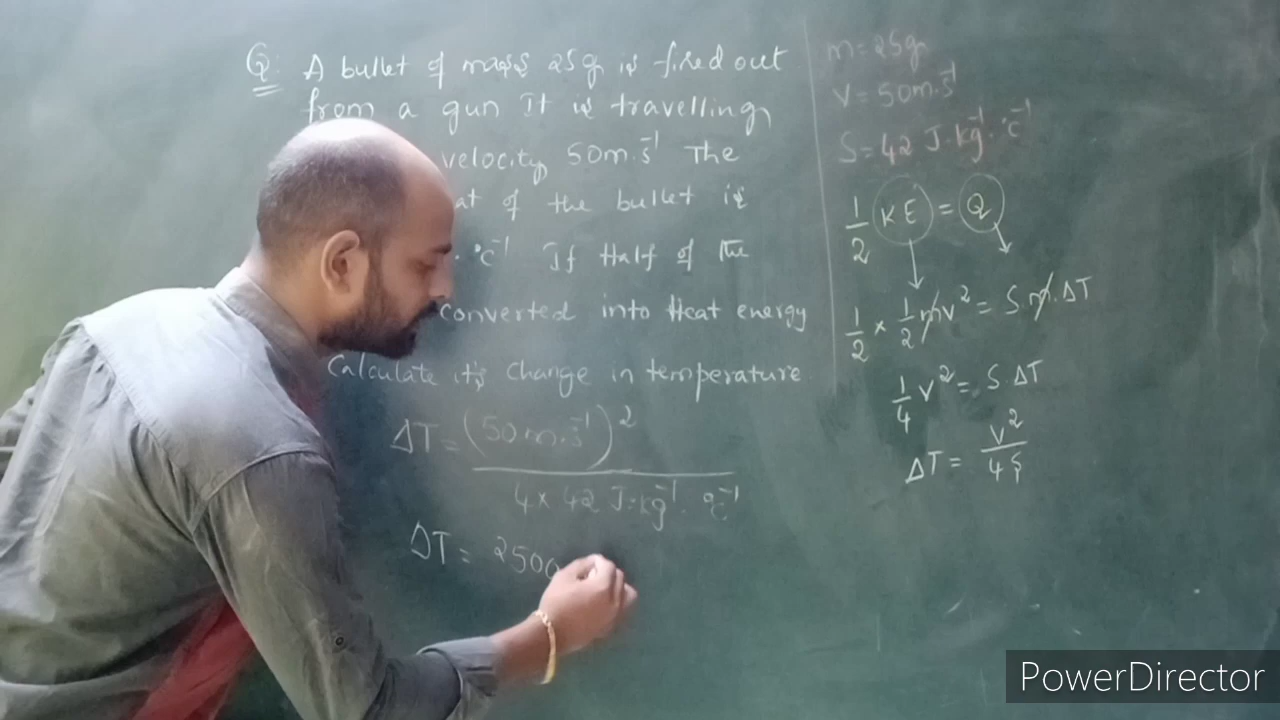 Q: A bullet of mass 25g is fired out
from a gun It is travelling
velocity 50m.s⁻¹ The
at of the bullet is
. °c⁻¹ If Half of the
converted into Heat energy
Calculate it's change in temperature
ΔT = (50 m.s⁻¹)²
4 × 42 J.kg⁻¹. °c⁻¹
ΔT = 2500
m = 25g
V = 50m.s⁻¹
S = 42 J.kg⁻¹.°c⁻¹
1/2 KE = Q
1/2 × 1/2 mv² = S.m.ΔT
1/4 v² = S.ΔT
ΔT = v²/4S
PowerDirector